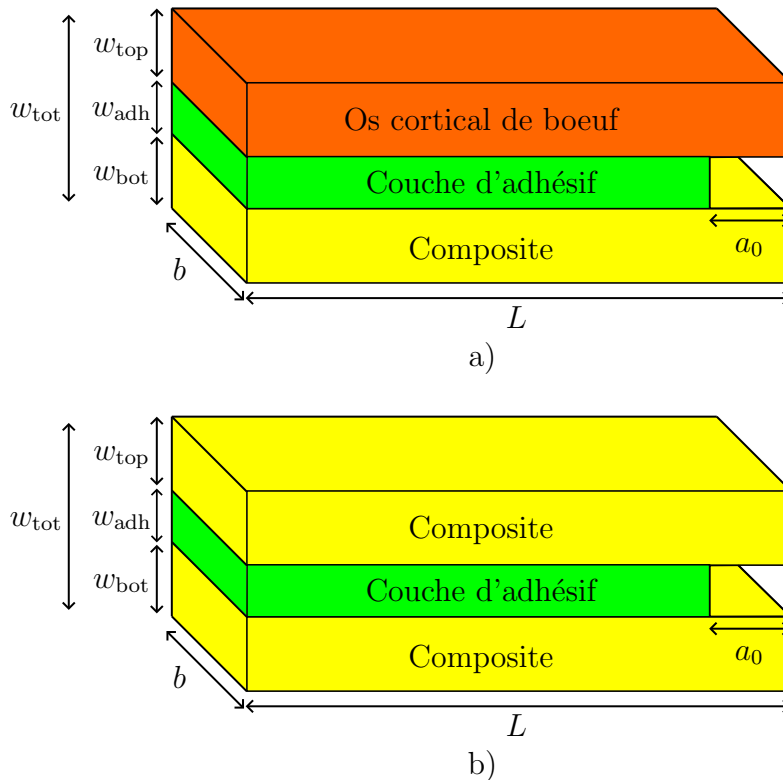 w_top
Os cortical de boeuf
w_tot
w_adh
w_bot
Couche d'adhésif
Composite
a_0
b
L
a)
w_top
Composite
w_tot
w_adh
w_bot
Couche d'adhésif
Composite
a_0
b
L
b)